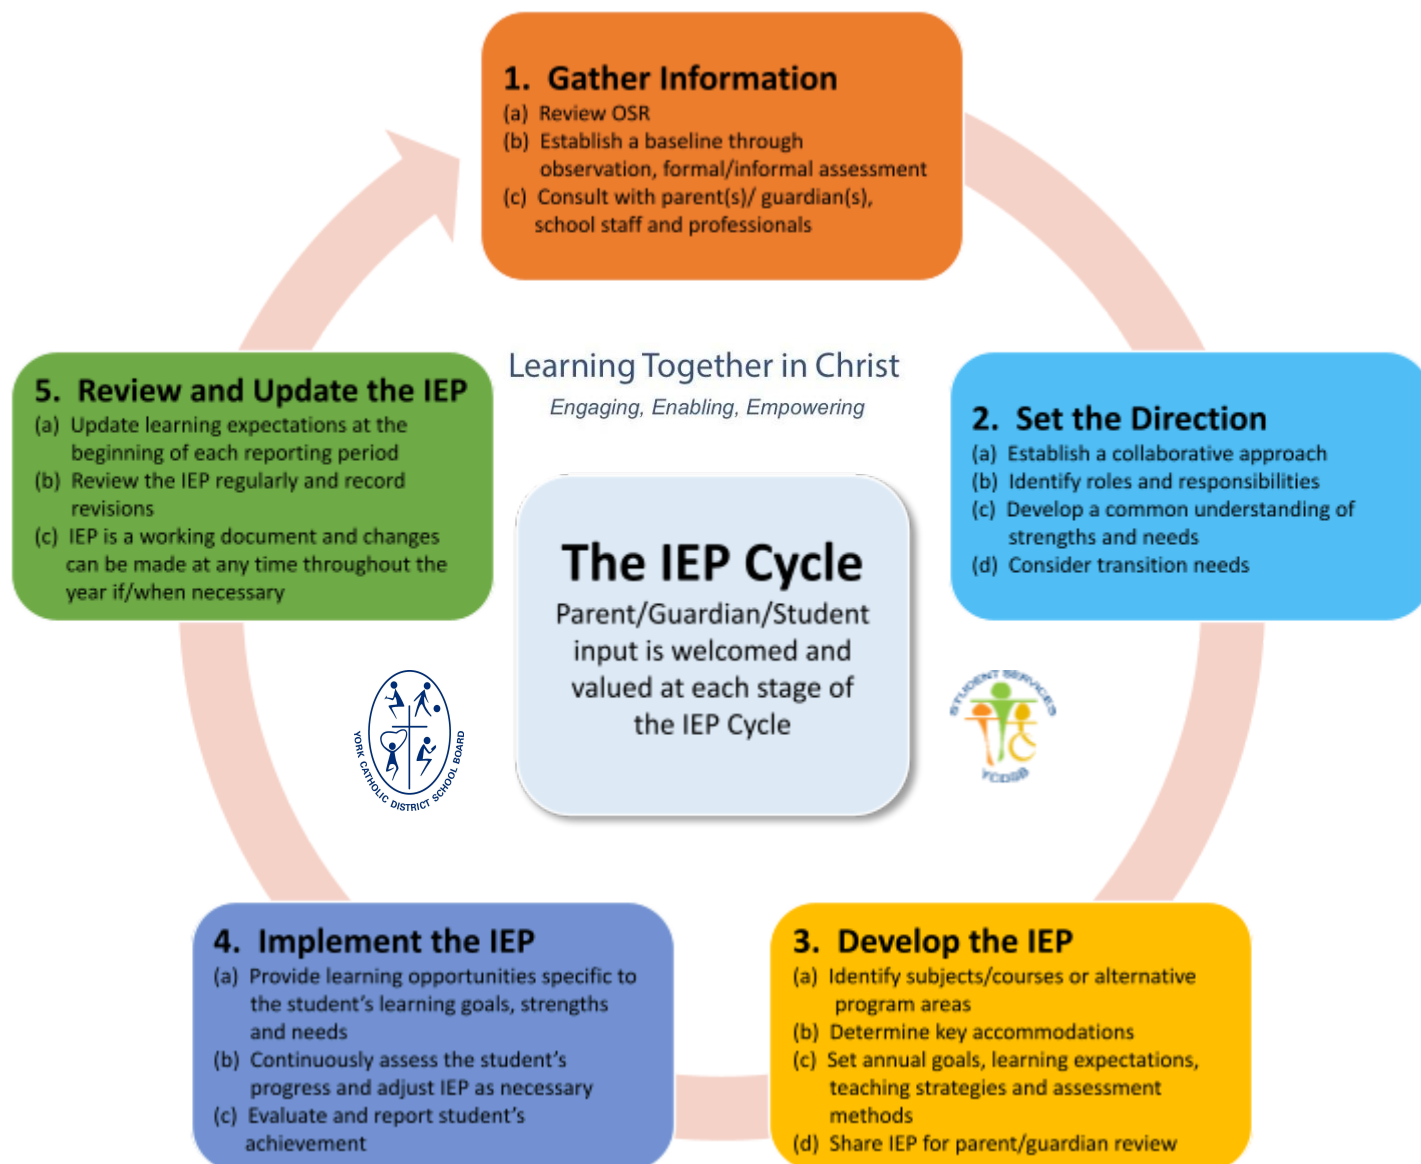 1. Gather Information
(a) Review OSR
(b) Establish a baseline through
observation, formal/informal assessment
(c) Consult with parent(s)/ guardian(s),
school staff and professionals
Learning Together in Christ
Engaging, Enabling, Empowering
2. Set the Direction
(a) Establish a collaborative approach
(b) Identify roles and responsibilities
(c) Develop a common understanding of
strengths and needs
(d) Consider transition needs
The IEP Cycle
Parent/Guardian/Student
input is welcomed and
valued at each stage of
the IEP Cycle
STUDENT SERVICES
YCDSB
YORK CATHOLIC DISTRICT SCHOOL BOARD
3. Develop the IEP
(a) Identify subjects/courses or alternative
program areas
(b) Determine key accommodations
(c) Set annual goals, learning expectations,
teaching strategies and assessment
methods
(d) Share IEP for parent/guardian review
4. Implement the IEP
(a) Provide learning opportunities specific to
the student's learning goals, strengths
and needs
(b) Continuously assess the student's
progress and adjust IEP as necessary
(c) Evaluate and report student's
achievement
5. Review and Update the IEP
(a) Update learning expectations at the
beginning of each reporting period
(b) Review the IEP regularly and record
revisions
(c) IEP is a working document and changes
can be made at any time throughout the
year if/when necessary